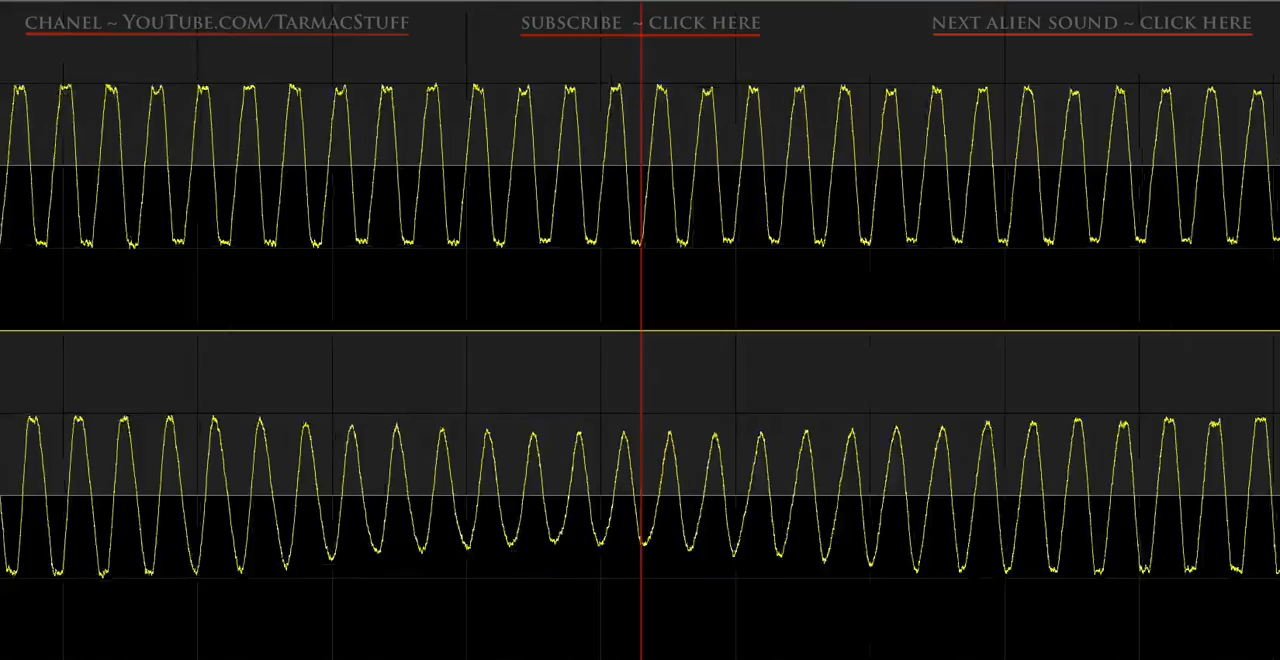 CHANEL ~ YOUTUBE.COM/TARMACSTUFF
SUBSCRIBE ~ CLICK HERE
NEXT ALIEN SOUND ~ CLICK HERE